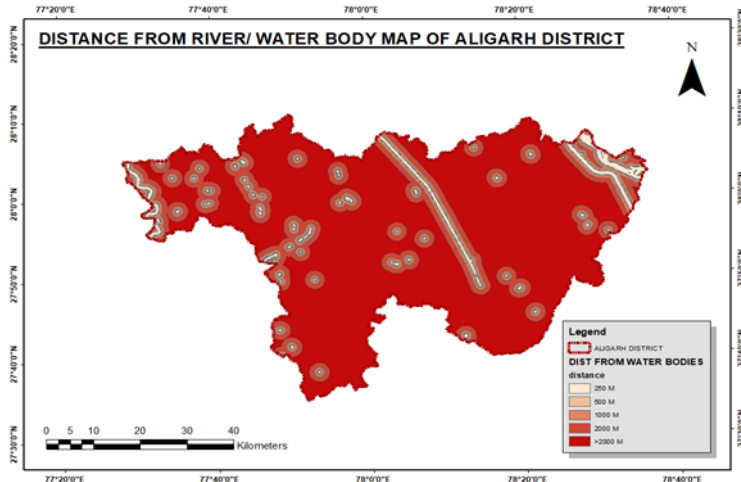 77°20'0"E 77°40'0"E 78°0'0"E 78°20'0"E 78°40'0"E
DISTANCE FROM RIVER/ WATER BODY MAP OF ALIGARH DISTRICT
N
28°20'0"N
28°10'0"N
28°0'0"N
27°50'0"N
27°40'0"N
27°30'0"N
Legend
ALIGARH DISTRICT
DIST FROM WATER BODIES
distance
250 M
500 M
1000 M
2000 M
>2000 M
0 5 10 20 30 40
Kilometers
77°20'0"E 77°40'0"E 78°0'0"E 78°20'0"E 78°40'0"E